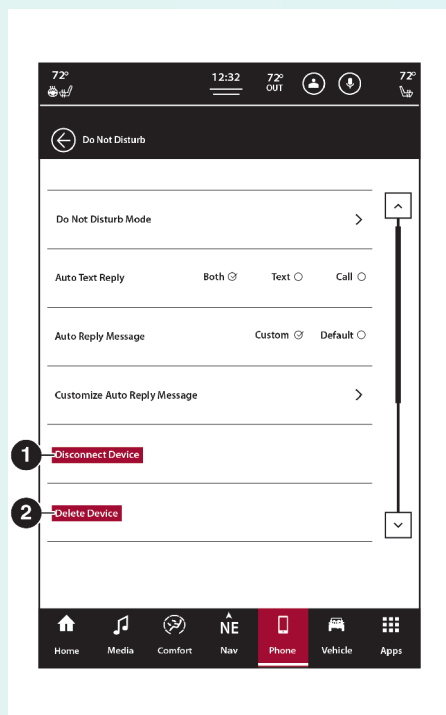 72° 12:32 72° 72°
OUT
Do Not Disturb
Do Not Disturb Mode
Auto Text Reply Both Text Call
Auto Reply Message Custom Default
Customize Auto Reply Message
1 Disconnect Device
2 Delete Device
NE
Home Media Comfort Nav Phone Vehicle Apps